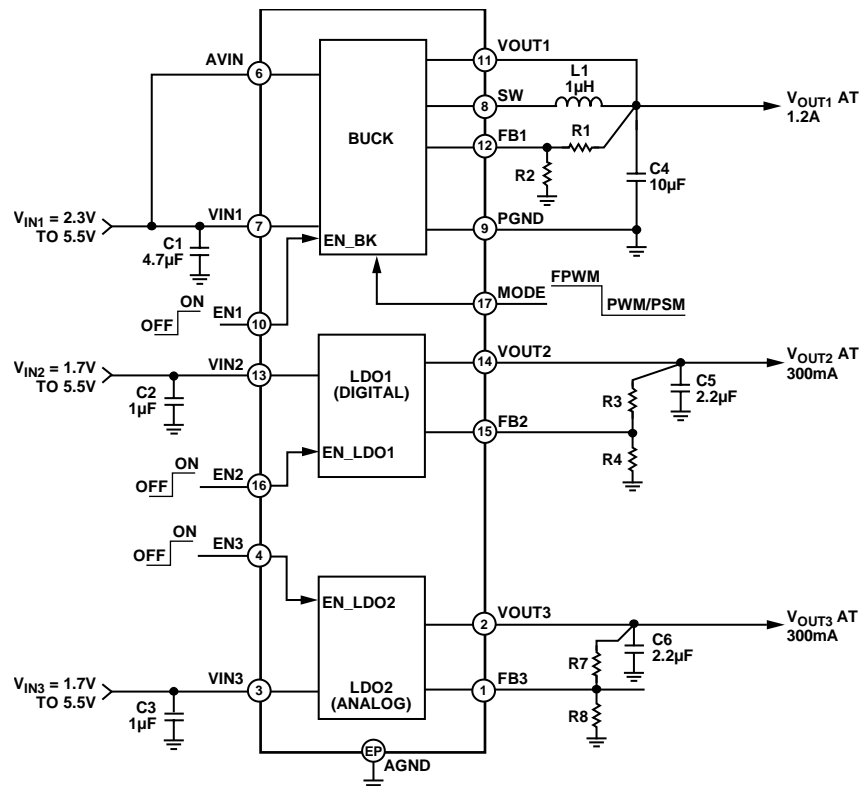 AVIN
6
VOUT1
11
L1
1µH
SW
8
V_OUT1 AT
1.2A
BUCK
FB1
12
R1
R2
C4
10µF
V_IN1 = 2.3V
TO 5.5V
VIN1
7
C1
4.7µF
PGND
9
EN_BK
FPWM
MODE
17
PWM/PSM
ON
OFF
EN1
10
V_IN2 = 1.7V
TO 5.5V
VIN2
13
C2
1µF
LDO1
(DIGITAL)
VOUT2
14
V_OUT2 AT
300mA
C5
2.2µF
R3
FB2
15
EN_LDO1
R4
ON
OFF
EN2
16
ON
OFF
EN3
4
EN_LDO2
VOUT3
2
V_OUT3 AT
300mA
C6
2.2µF
R7
V_IN3 = 1.7V
TO 5.5V
VIN3
3
C3
1µF
LDO2
(ANALOG)
FB3
1
R8
EP
AGND